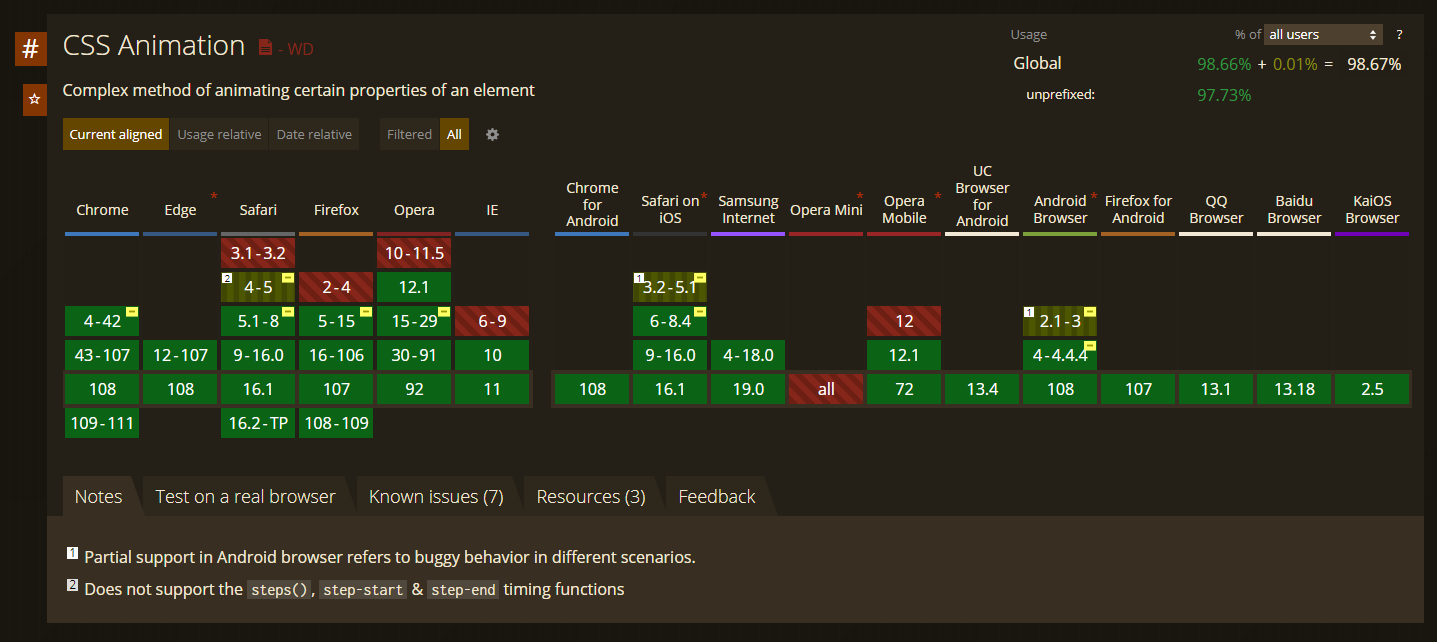 #
CSS Animation - WD
Usage % of all users ?
Global 98.66% + 0.01% = 98.67%
unprefixed: 97.73%
Complex method of animating certain properties of an element
Current aligned Usage relative Date relative Filtered All
Chrome Edge * Safari Firefox Opera IE Chrome for Android Safari on iOS * Samsung Internet Opera Mini * Opera Mobile * UC Browser for Android Android Browser * Firefox for Android QQ Browser Baidu Browser KaiOS Browser
3.1-3.2 10-11.5
2 4-5 2-4 12.1 1 3.2-5.1
4-42 5.1-8 5-15 15-29 6-9 6-8.4 12 1 2.1-3
43-107 12-107 9-16.0 16-106 30-91 10 9-16.0 4-18.0 12.1 4-4.4.4
108 108 16.1 107 92 11 108 16.1 19.0 all 72 13.4 108 107 13.1 13.18 2.5
109-111 16.2-TP 108-109
Notes Test on a real browser Known issues (7) Resources (3) Feedback
1 Partial support in Android browser refers to buggy behavior in different scenarios.
2 Does not support the steps(), step-start & step-end timing functions